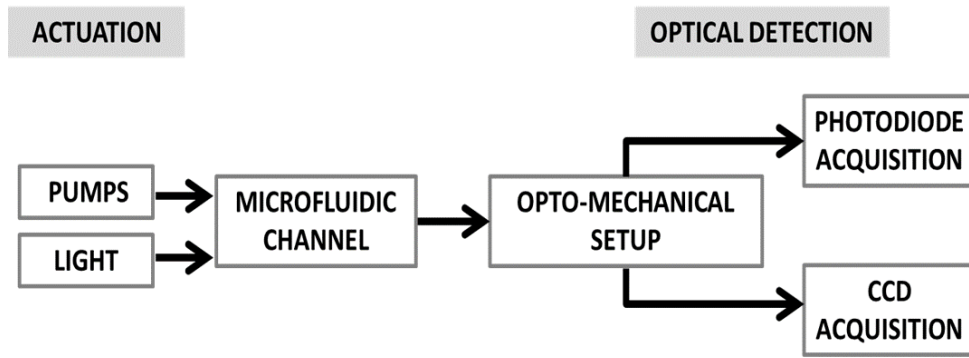 ACTUATION
OPTICAL DETECTION
PHOTODIODE
ACQUISITION
PUMPS
LIGHT
MICROFLUIDIC
CHANNEL
OPTO-MECHANICAL
SETUP
CCD
ACQUISITION